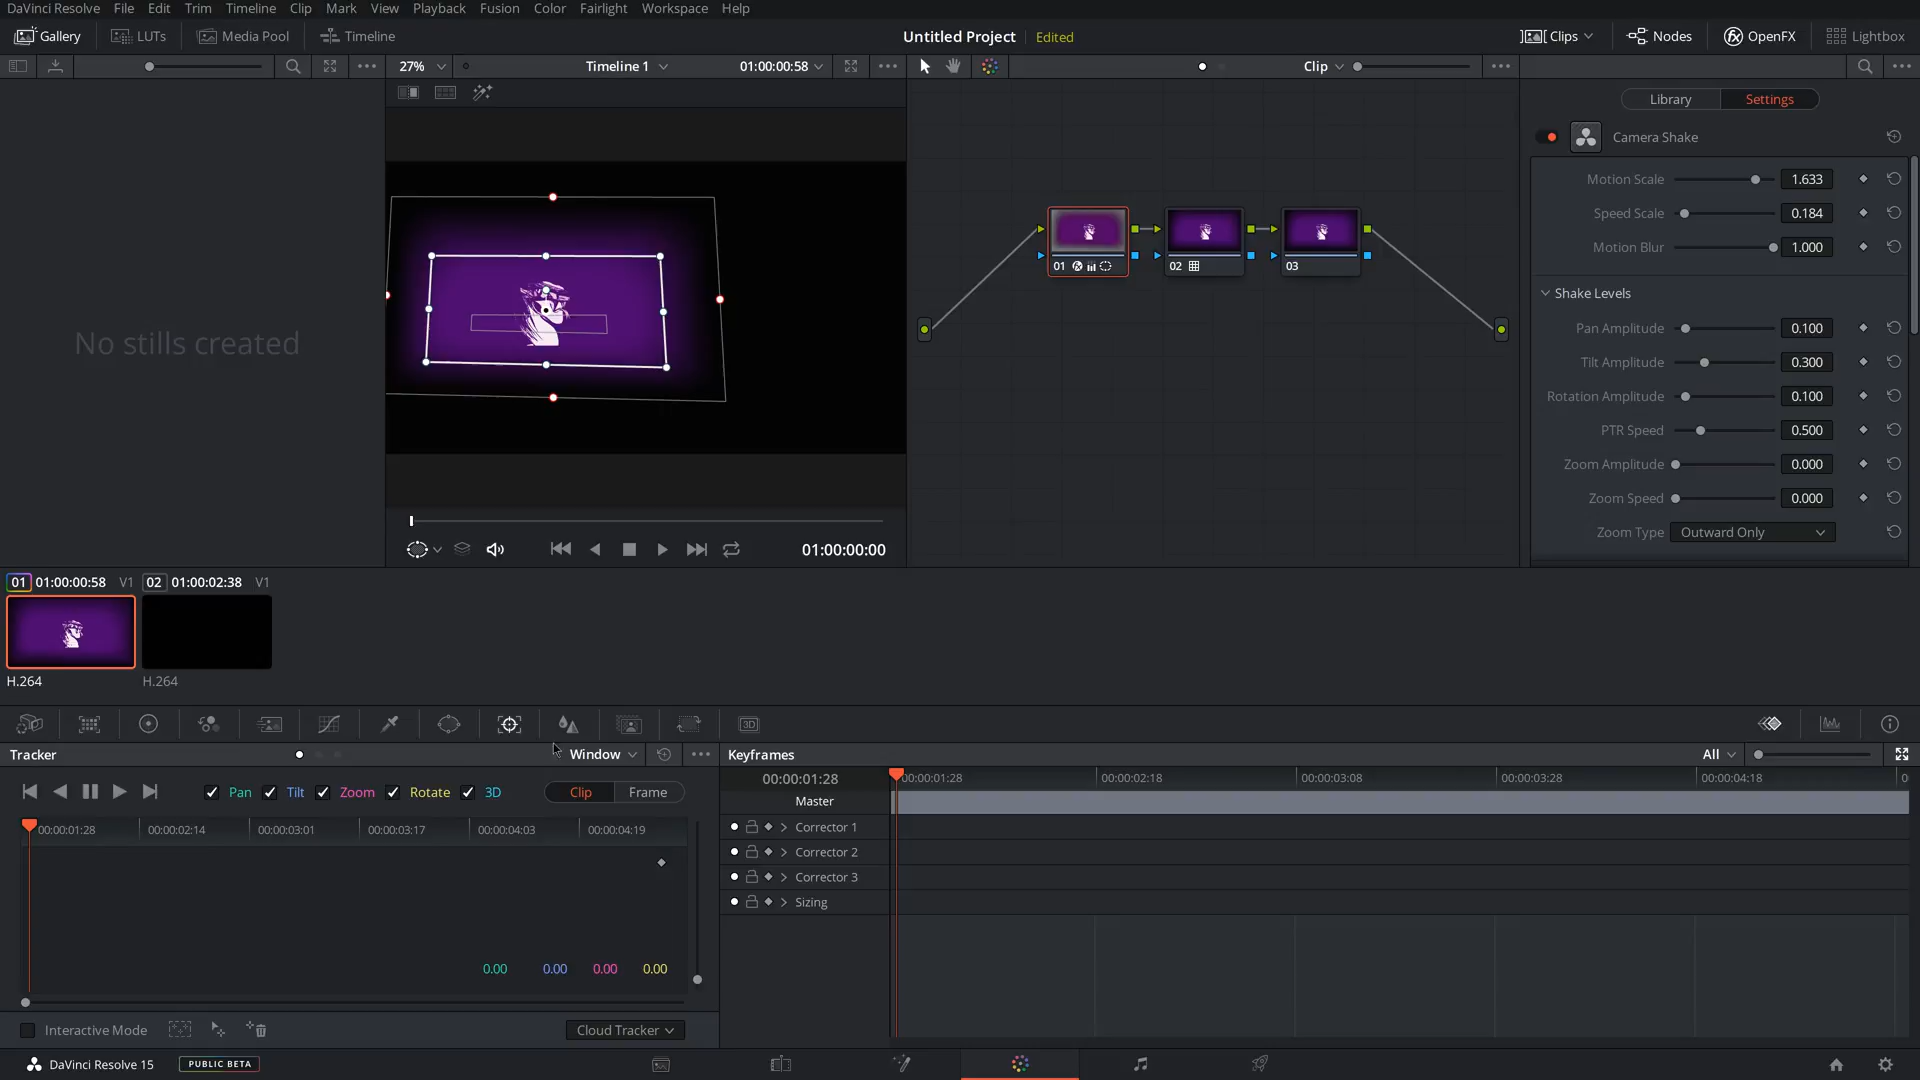 DaVinci Resolve File Edit Trim Timeline Clip Mark View Playback Fusion Color Fairlight Workspace Help
Gallery LUTs Media Pool Timeline Untitled Project Edited Clips Nodes OpenFX Lightbox
27% Timeline 1 01:00:00:58 Clip
Library Settings
Camera Shake
Motion Scale 1.633
Speed Scale 0.184
Motion Blur 1.000
Shake Levels
Pan Amplitude 0.100
Tilt Amplitude 0.300
Rotation Amplitude 0.100
PTR Speed 0.500
Zoom Amplitude 0.000
Zoom Speed 0.000
Zoom Type Outward Only
No stills created
01 02 03
01:00:00:00
01 01:00:00:58 V1 02 01:00:02:38 V1
H.264 H.264
3D
Tracker Window
Pan Tilt Zoom Rotate 3D Clip Frame
00:00:01:28 00:00:02:14 00:00:03:01 00:00:03:17 00:00:04:03 00:00:04:19
0.00 0.00 0.00 0.00
Interactive Mode Cloud Tracker
Keyframes All
00:00:01:28 00:00:01:28 00:00:02:18 00:00:03:08 00:00:03:28 00:00:04:18 0
Master
Corrector 1
Corrector 2
Corrector 3
Sizing
DaVinci Resolve 15 PUBLIC BETA